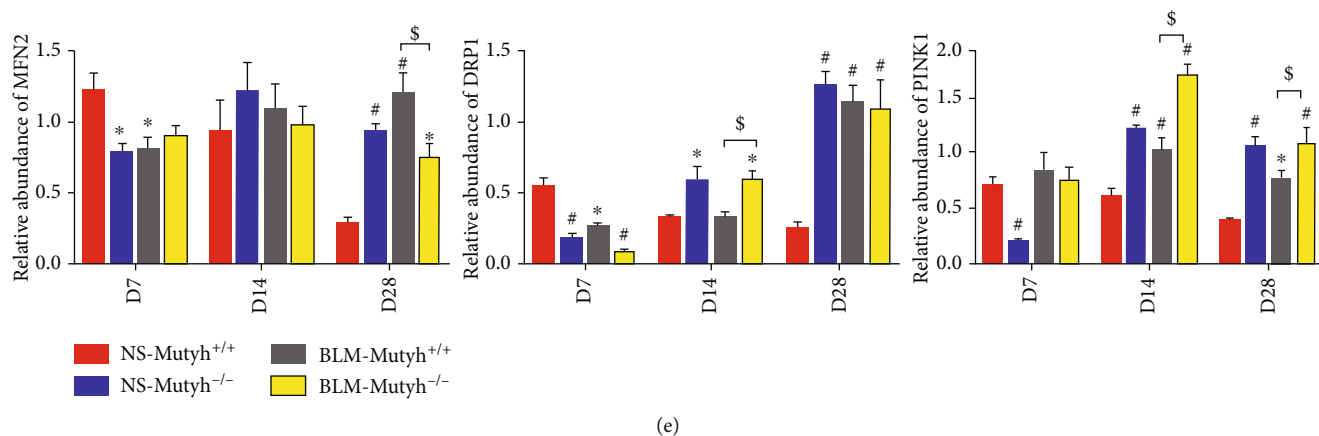 Relative abundance of MFN2
1.5
1.0
0.5
0.0
* *
#
#
$
*
D7
D14
D28
Relative abundance of DRP1
1.5
1.0
0.5
0.0
#
*
#
*
$
*
# # #
D7
D14
D28
Relative abundance of PINK1
2.0
1.5
1.0
0.5
0.0
#
# #
$
#
#
*
$
#
D7
D14
D28
NS-Mutyh+/+
BLM-Mutyh+/+
NS-Mutyh−/−
BLM-Mutyh−/−
(e)